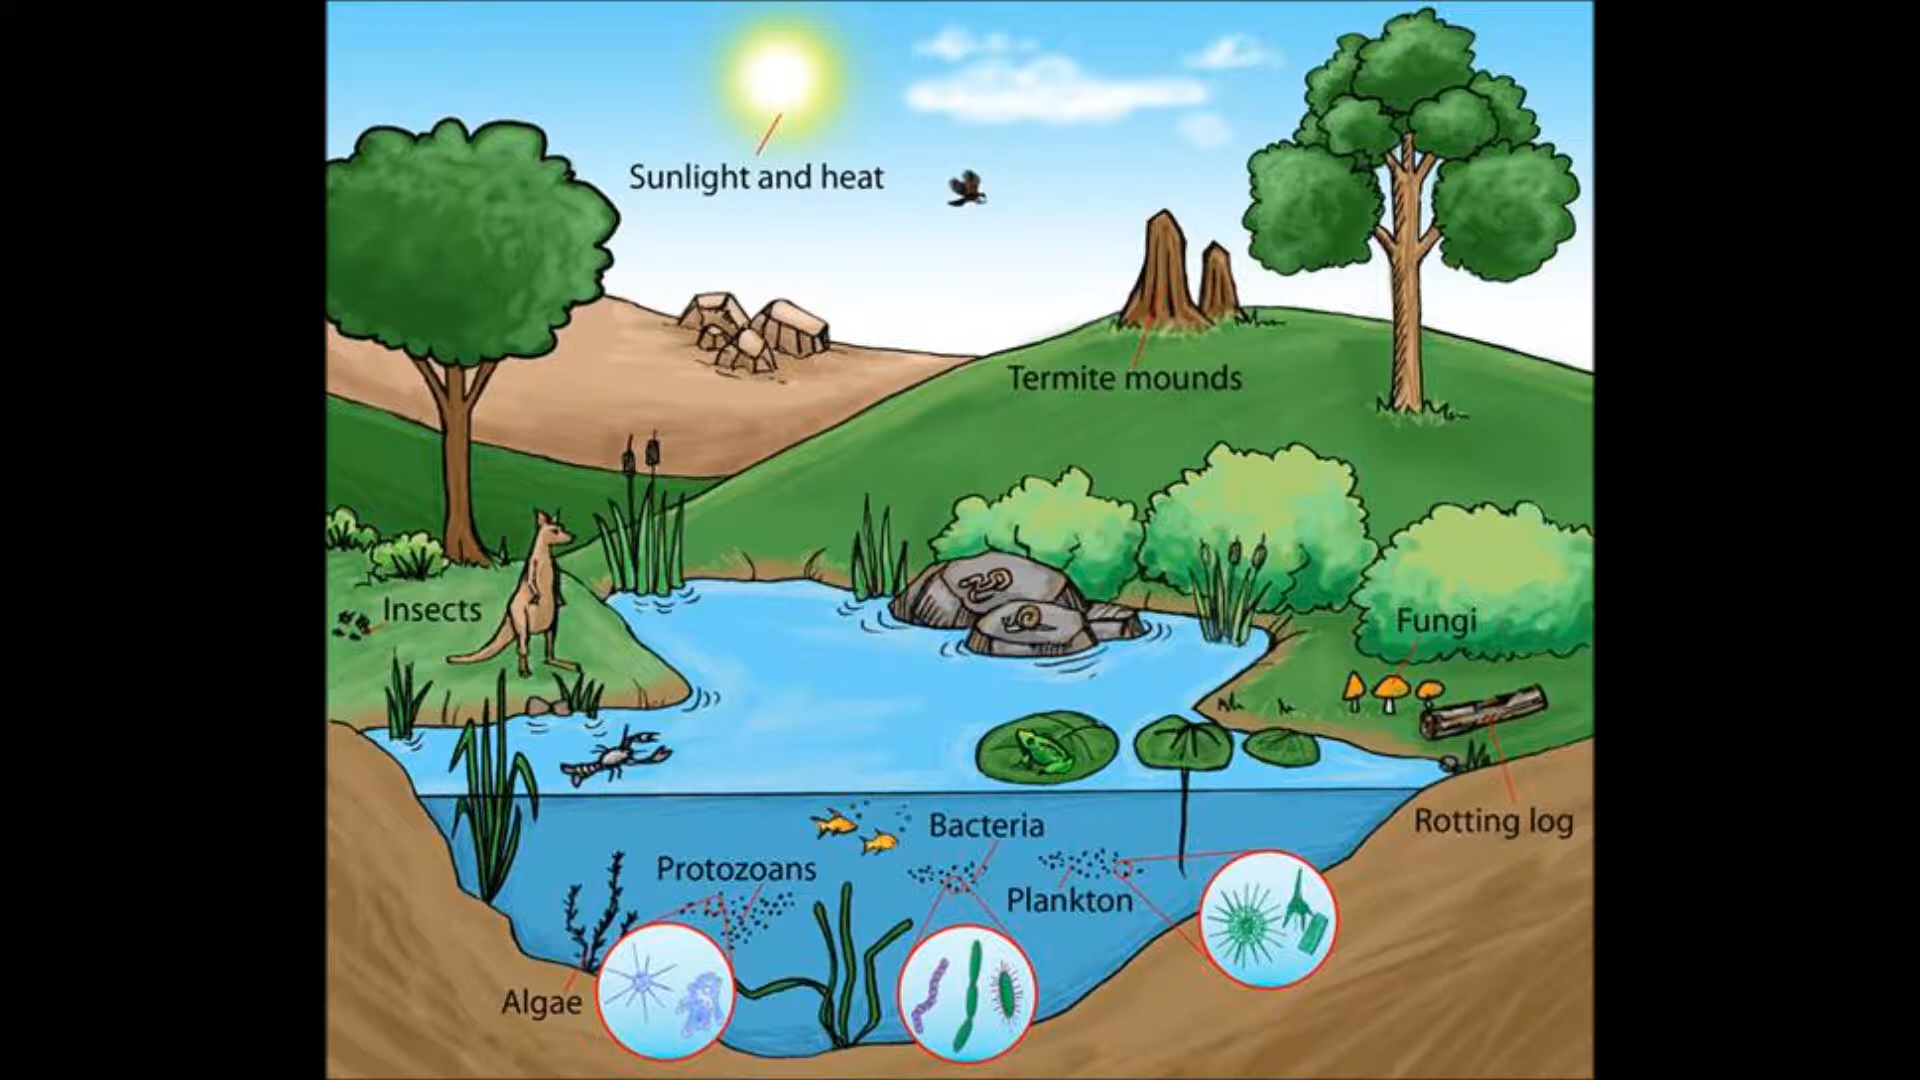 Sunlight and heat
Termite mounds
Insects
Fungi
Rotting log
Bacteria
Protozoans
Plankton
Algae